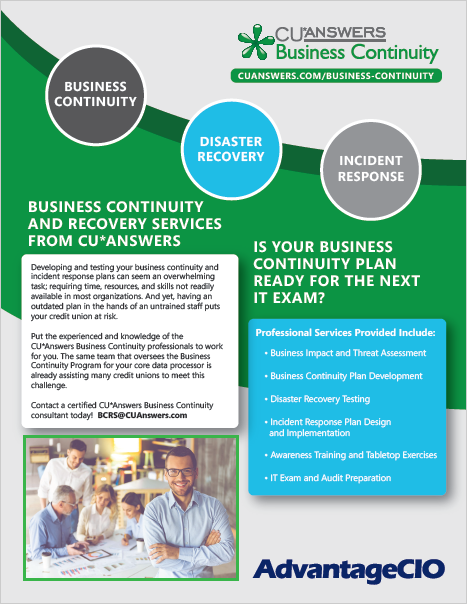 CU*ANSWERS
Business Continuity
CUANSWERS.COM/BUSINESS-CONTINUITY
BUSINESS
CONTINUITY
DISASTER
RECOVERY
INCIDENT
RESPONSE
BUSINESS CONTINUITY
AND RECOVERY SERVICES
FROM CU*ANSWERS
Developing and testing your business continuity and
incident response plans can seem an overwhelming
task; requiring time, resources, and skills not readily
available in most organizations. And yet, having an
outdated plan in the hands of an untrained staff puts
your credit union at risk.
Put the experienced and knowledge of the
CU*Answers Business Continuity professionals to work
for you. The same team that oversees the Business
Continuity Program for your core data processor is
already assisting many credit unions to meet this
challenge.
Contact a certified CU*Answers Business Continuity
consultant today! BCRS@CUAnswers.com
IS YOUR BUSINESS
CONTINUITY PLAN
READY FOR THE NEXT
IT EXAM?
Professional Services Provided Include:
• Business Impact and Threat Assessment
• Business Continuity Plan Development
• Disaster Recovery Testing
• Incident Response Plan Design
and Implementation
• Awareness Training and Tabletop Exercises
• IT Exam and Audit Preparation
AdvantageCIO